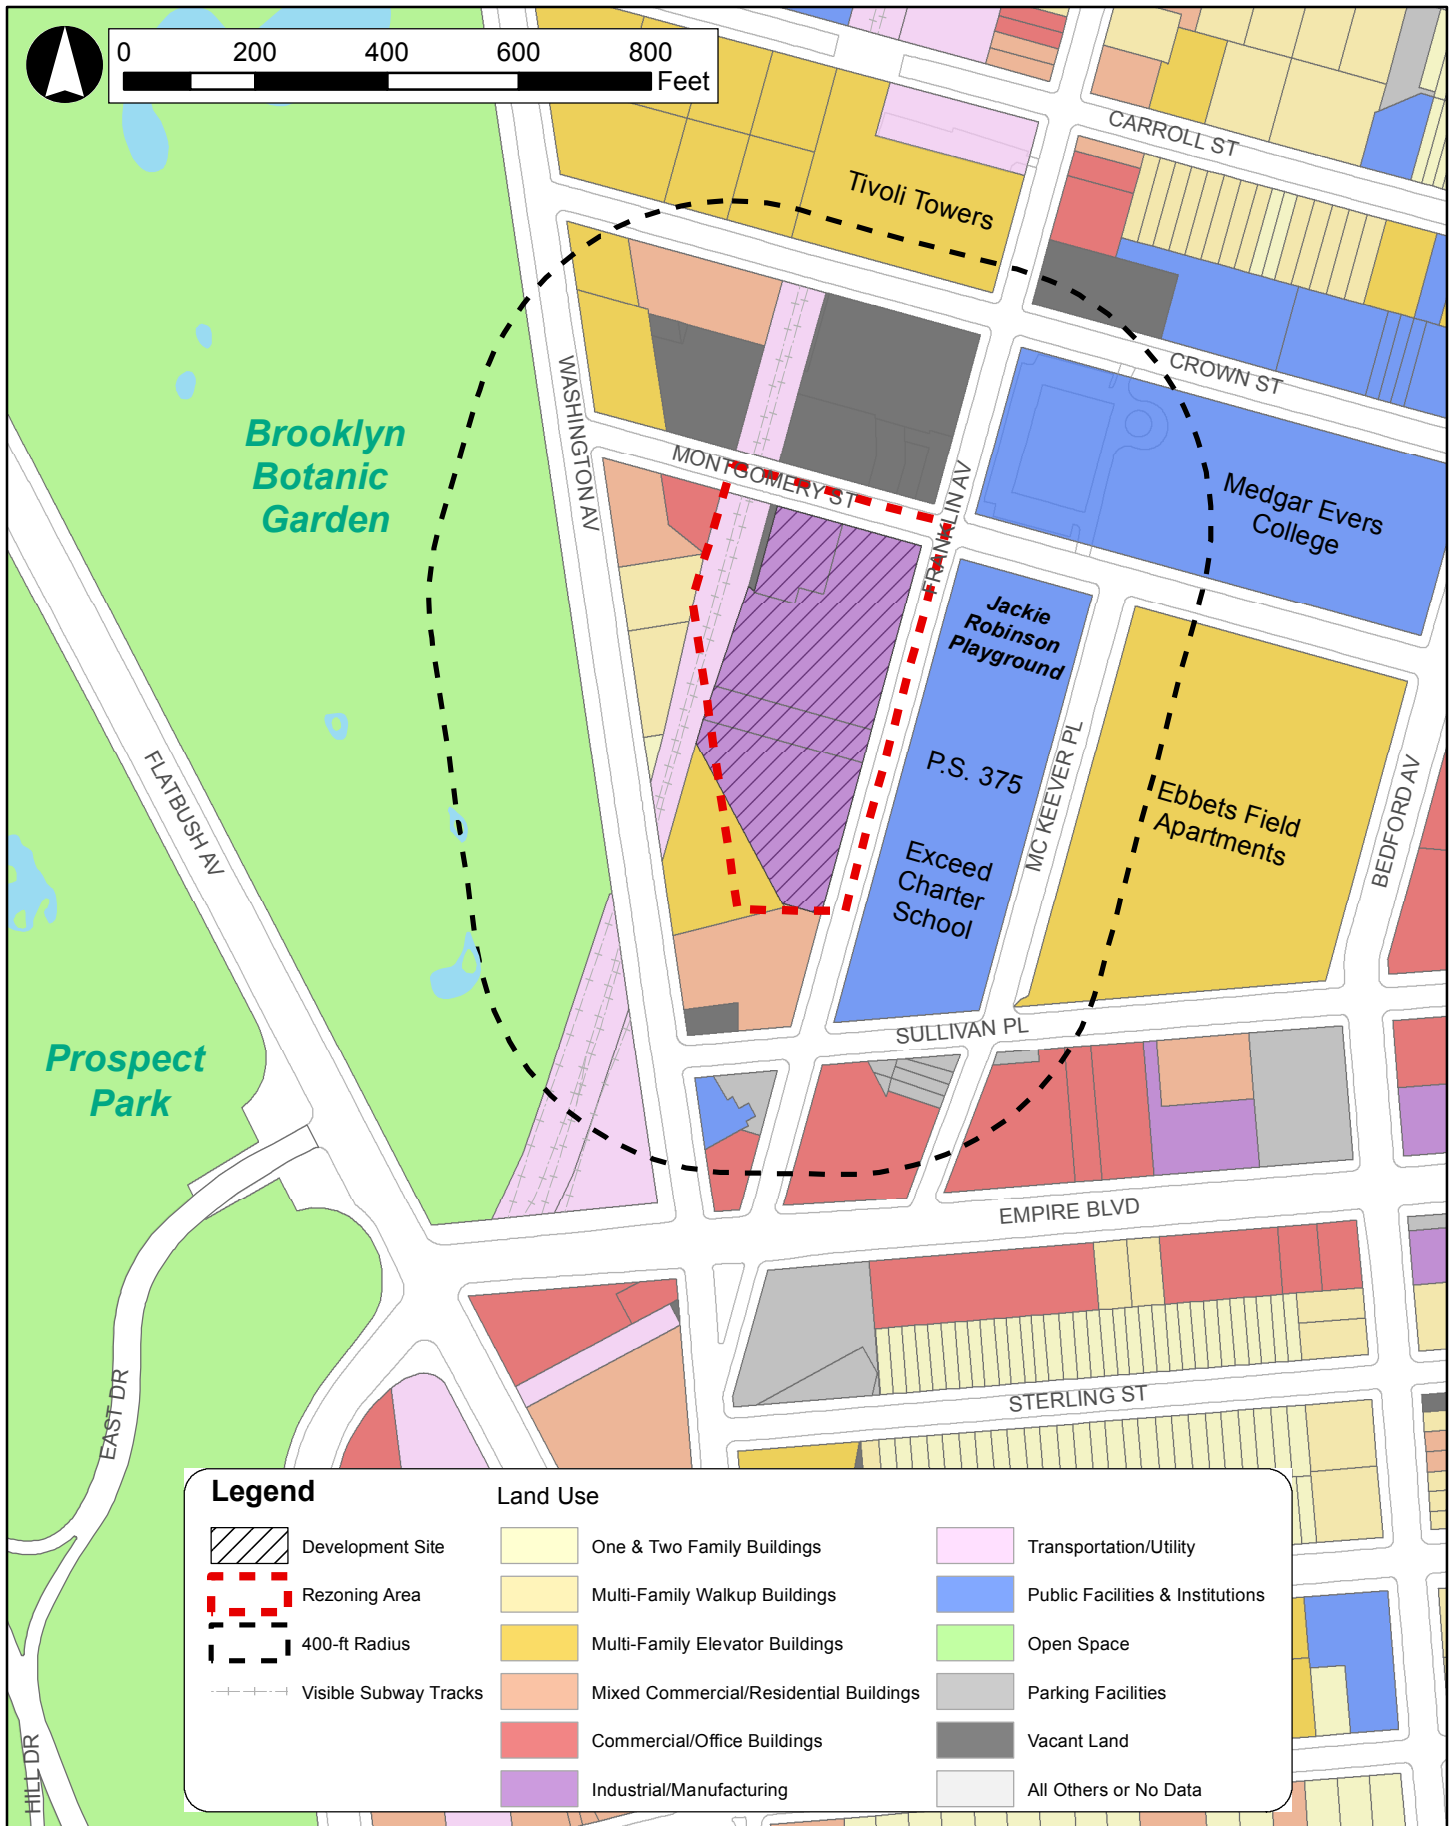 0 200 400 600 800
Feet
CARROLL ST
Tivoli Towers
CROWN ST
WASHINGTON AV
Brooklyn
Botanic
Garden
MONTGOMERY ST
FRANKLIN AV
Medgar Evers
College
Jackie
Robinson
Playground
P.S. 375
MC KEEVER PL
Ebbets Field
Apartments
BEDFORD AV
FLATBUSH AV
Exceed
Charter
School
SULLIVAN PL
Prospect
Park
EMPIRE BLVD
EAST DR
STERLING ST
HILL DR
Legend
Development Site
Rezoning Area
400-ft Radius
Visible Subway Tracks
Land Use
One & Two Family Buildings
Multi-Family Walkup Buildings
Multi-Family Elevator Buildings
Mixed Commercial/Residential Buildings
Commercial/Office Buildings
Industrial/Manufacturing
Transportation/Utility
Public Facilities & Institutions
Open Space
Parking Facilities
Vacant Land
All Others or No Data